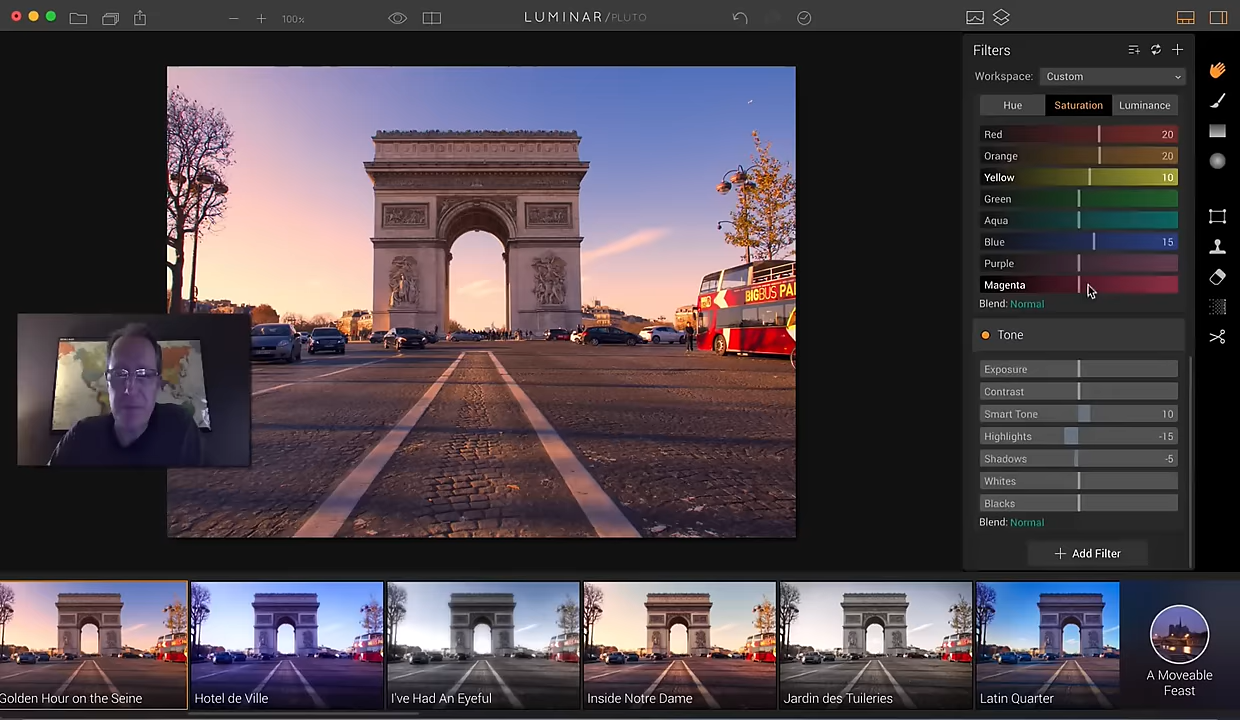 100%
LUMINAR/PLUTO
Filters
Workspace: Custom
Hue Saturation Luminance
Red 20
Orange 20
Yellow 10
Green
Aqua
Blue 15
Purple
Magenta
Blend: Normal
Tone
Exposure
Contrast
Smart Tone 10
Highlights -15
Shadows -5
Whites
Blacks
Blend: Normal
+ Add Filter
BIGBUS PA
Golden Hour on the Seine
Hotel de Ville
I've Had An Eyeful
Inside Notre Dame
Jardin des Tuileries
Latin Quarter
A Moveable
Feast